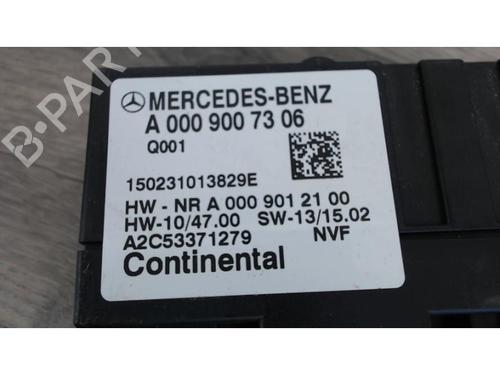 MERCEDES-BENZ
A 000 900 73 06
Q001
150231013829E
HW - NR A 000 901 21 00
HW-10/47.00 SW-13/15.02
A2C53371279 NVF
Continental